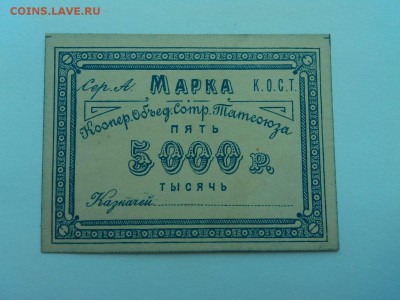 COINS.LAVE.RU
Сер. А. МАРКА К.О.С.Т.
Коопер. Объед. Сотр. Татсоюза
ПЯТЬ
5000 Р.
ТЫСЯЧЬ
Казначей